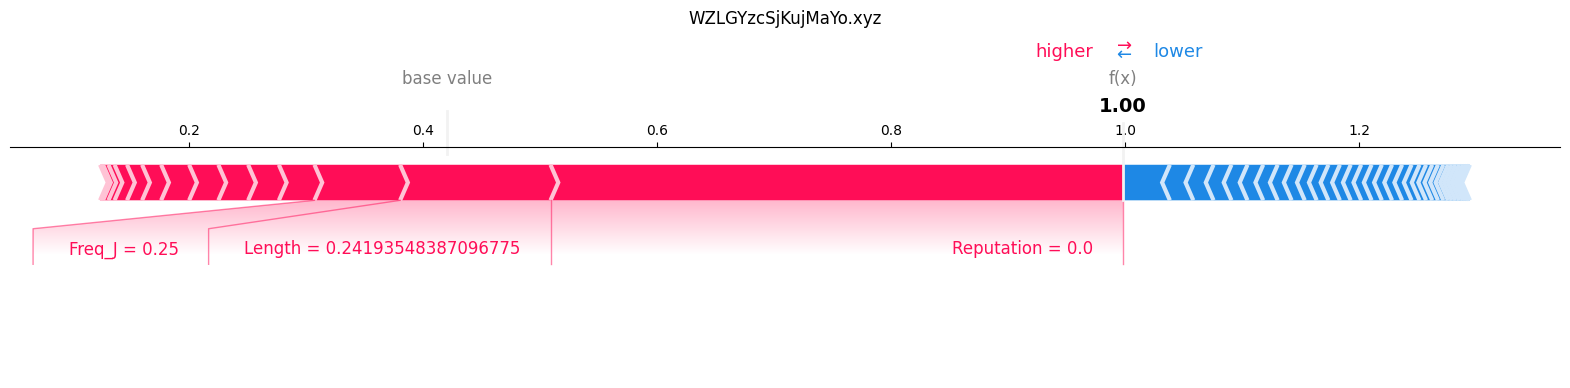 WZLGYzcSjKujMaYo.xyz
higher → ← lower
base value
f(x)
1.00
0.2 0.4 0.6 0.8 1.0 1.2
Freq_J = 0.25
Length = 0.24193548387096775
Reputation = 0.0